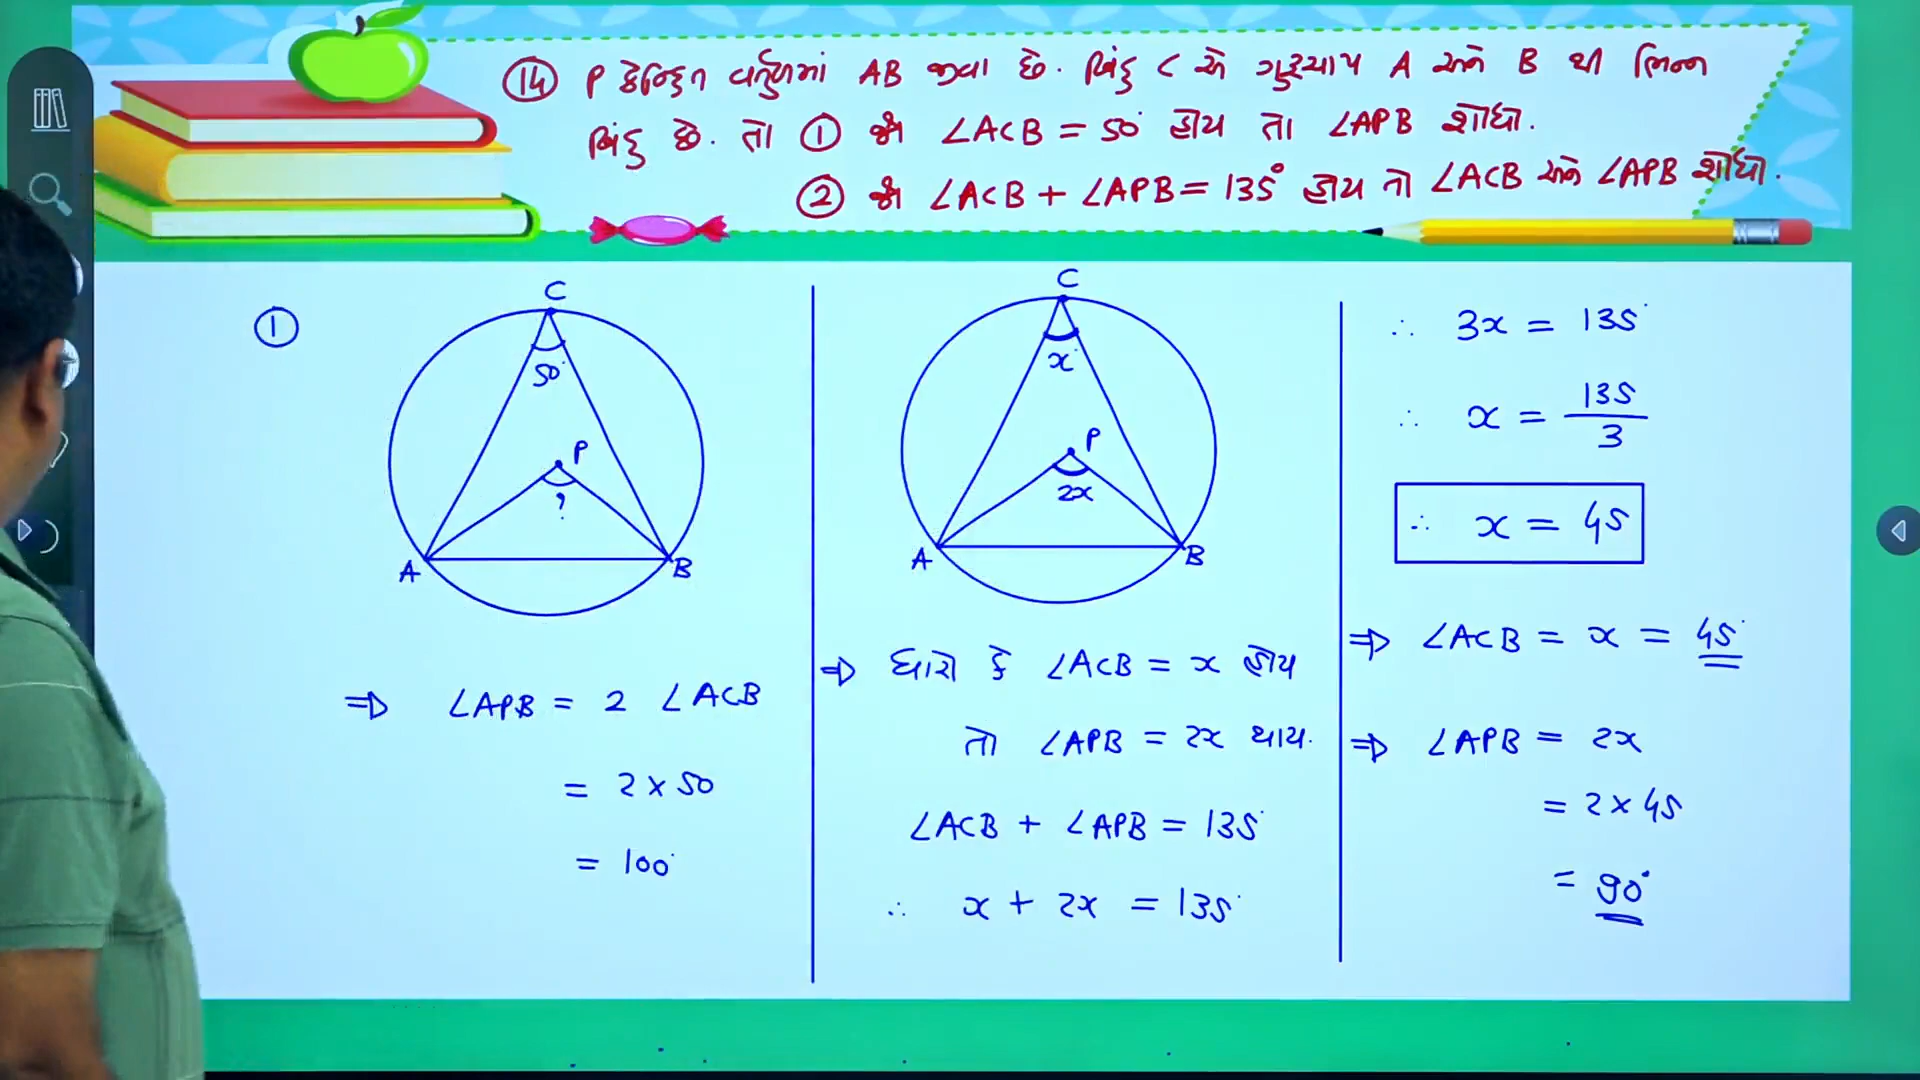 (14) P કેન્દ્રિત વર્તુળમાં AB જીવા છે. બિંદુ C એ ગુરુચાપ A અને B થી ભિન્ન
બિંદુ છે. તો ① જો ∠ACB = 50° હોય તો ∠APB શોધો.
② જો ∠ACB + ∠APB = 135° હોય તો ∠ACB અને ∠APB શોધો.
①
C
50°
P
?
A
B
⇒ ∠APB = 2 ∠ACB
= 2 × 50
= 100°
C
x
P
2x
A
B
⇒ ધારો કે ∠ACB = x હોય
તો ∠APB = 2x થાય.
∠ACB + ∠APB = 135°
∴ x + 2x = 135°
∴ 3x = 135°
∴ x = 135/3
∴ x = 45
⇒ ∠ACB = x = 45°
⇒ ∠APB = 2x
= 2 × 45
= 90°